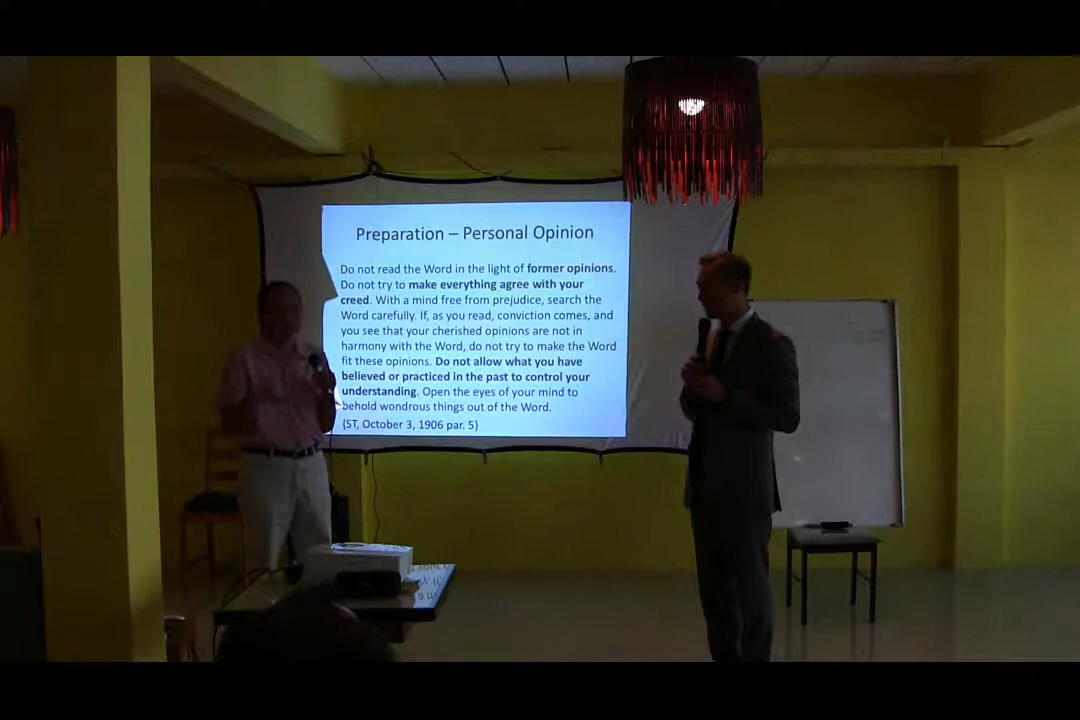 Preparation – Personal Opinion
Do not read the Word in the light of former opinions.
Do not try to make everything agree with your
creed. With a mind free from prejudice, search the
Word carefully. If, as you read, conviction comes, and
you see that your cherished opinions are not in
harmony with the Word, do not try to make the Word
fit these opinions. Do not allow what you have
believed or practiced in the past to control your
understanding. Open the eyes of your mind to
behold wondrous things out of the Word.
{ST, October 3, 1906 par. 5}